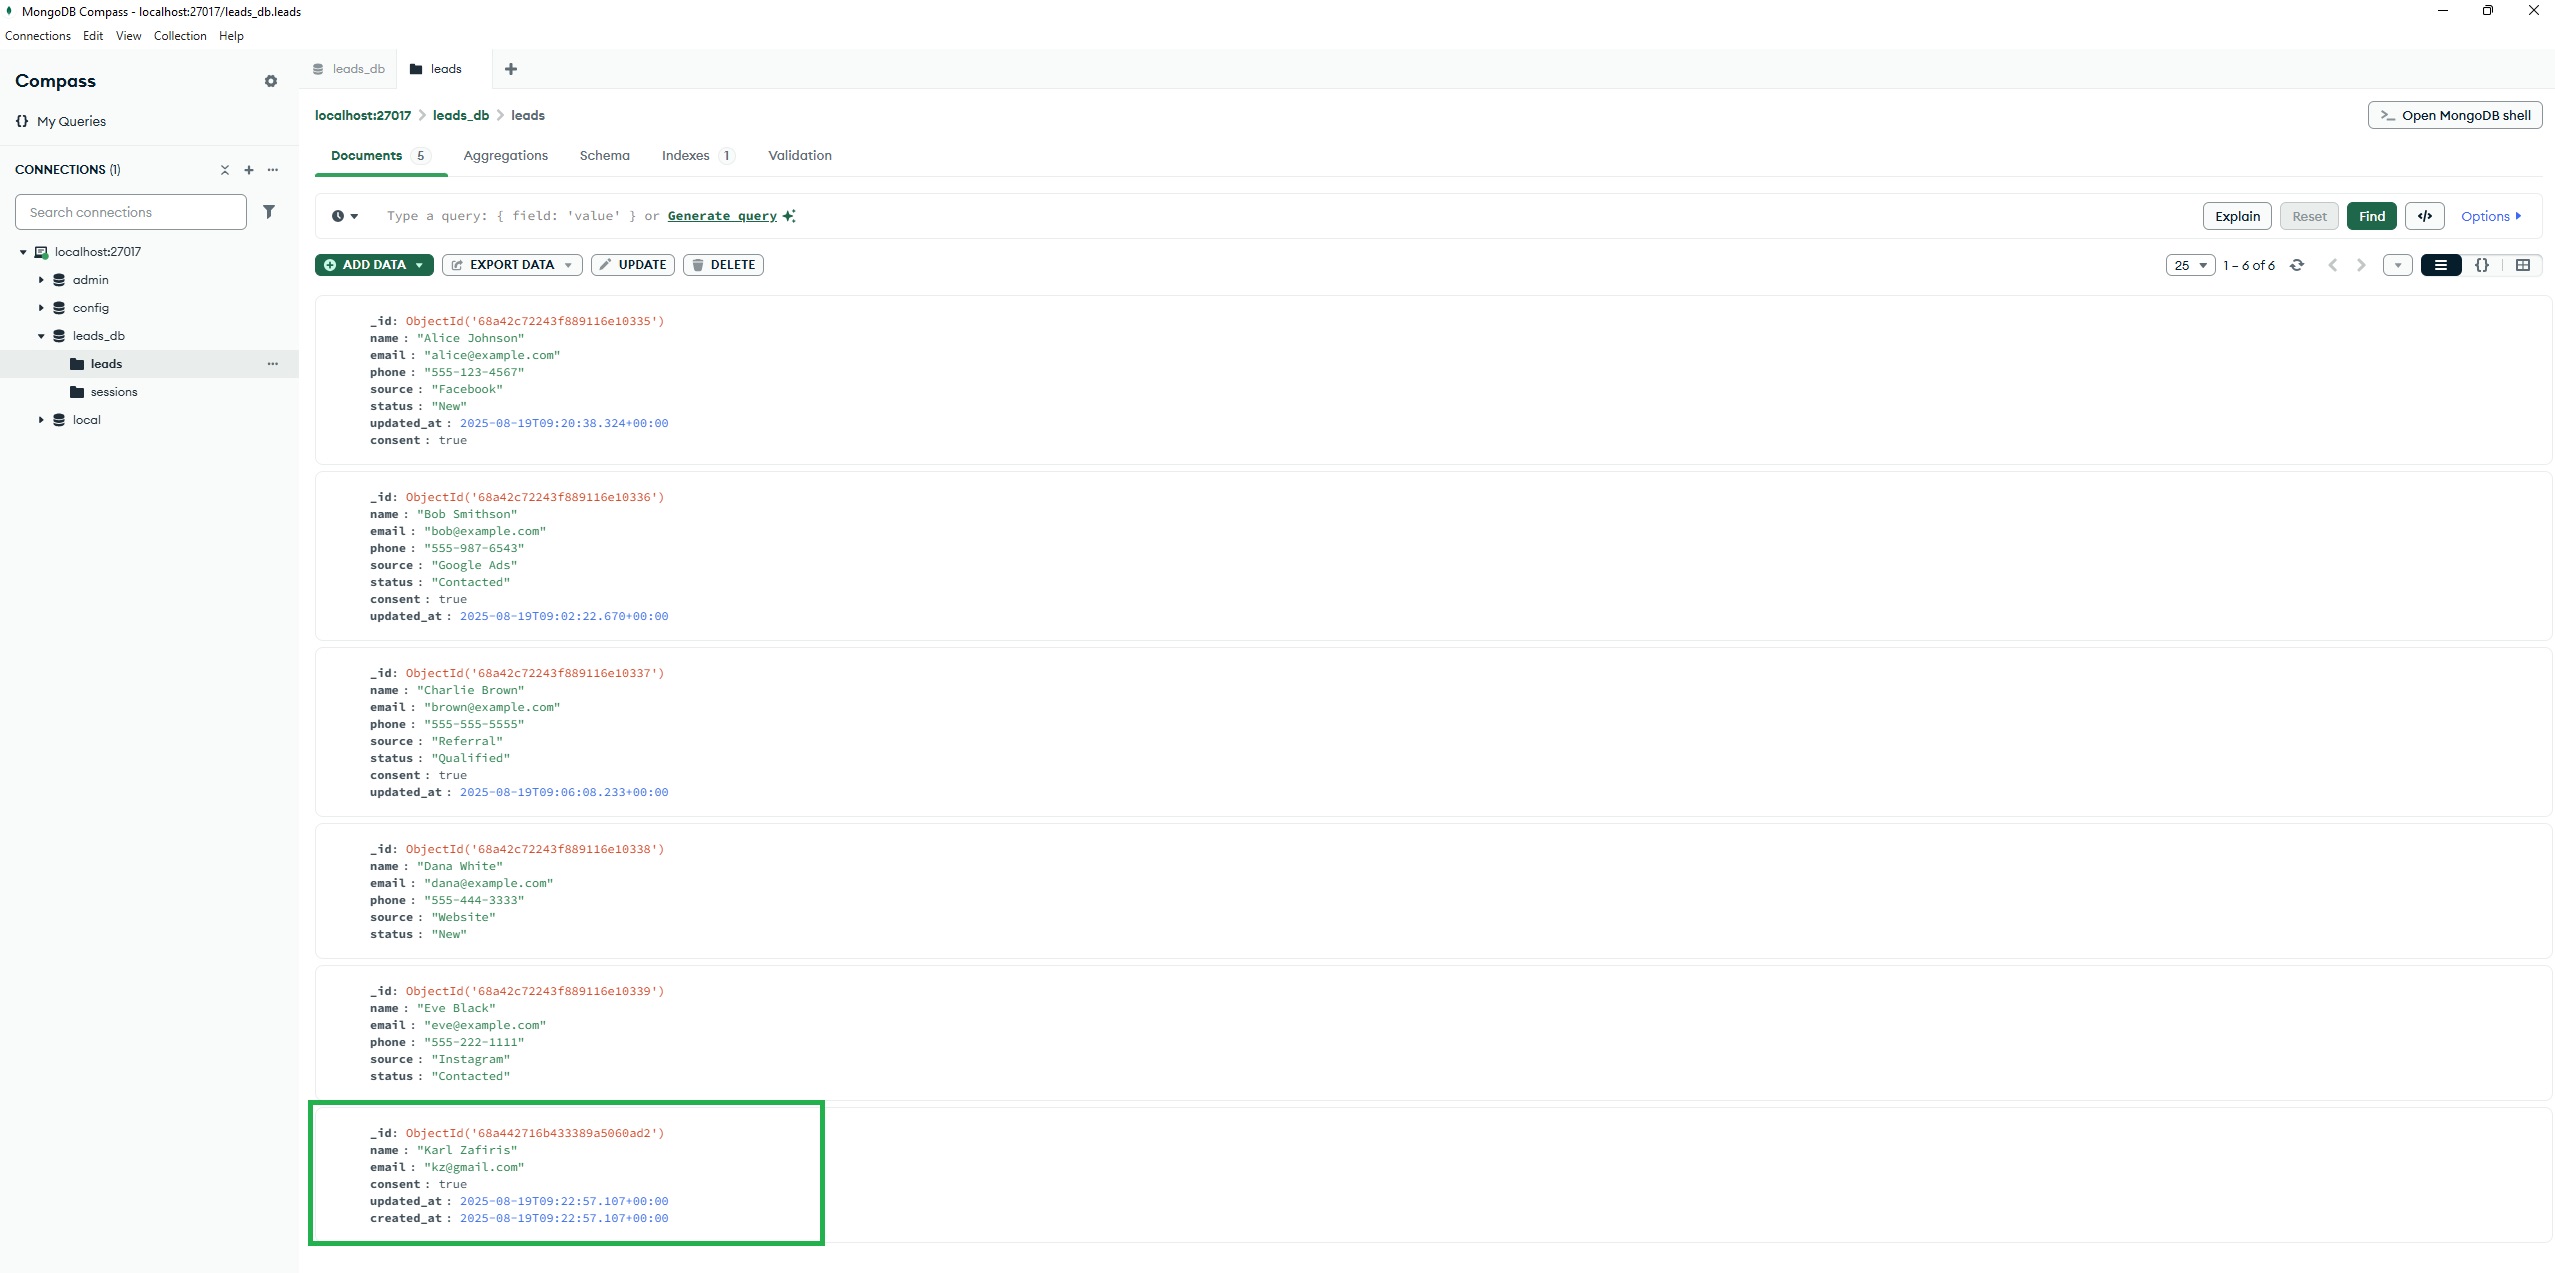 MongoDB Compass - localhost:27017/leads_db.leads
Connections Edit View Collection Help
Compass
{} My Queries
CONNECTIONS (1)
Search connections
localhost:27017
admin
config
leads_db
leads
sessions
local
leads_db leads
localhost:27017 > leads_db > leads
>_ Open MongoDB shell
Documents 5 Aggregations Schema Indexes 1 Validation
Type a query: { field: 'value' } or Generate query
Explain Reset Find </> Options
ADD DATA EXPORT DATA UPDATE DELETE
25 1 – 6 of 6 {}
_id: ObjectId('68a42c72243f889116e10335')
name : "Alice Johnson"
email : "alice@example.com"
phone : "555-123-4567"
source : "Facebook"
status : "New"
updated_at : 2025-08-19T09:20:38.324+00:00
consent : true
_id: ObjectId('68a42c72243f889116e10336')
name : "Bob Smithson"
email : "bob@example.com"
phone : "555-987-6543"
source : "Google Ads"
status : "Contacted"
consent : true
updated_at : 2025-08-19T09:02:22.670+00:00
_id: ObjectId('68a42c72243f889116e10337')
name : "Charlie Brown"
email : "brown@example.com"
phone : "555-555-5555"
source : "Referral"
status : "Qualified"
consent : true
updated_at : 2025-08-19T09:06:08.233+00:00
_id: ObjectId('68a42c72243f889116e10338')
name : "Dana White"
email : "dana@example.com"
phone : "555-444-3333"
source : "Website"
status : "New"
_id: ObjectId('68a42c72243f889116e10339')
name : "Eve Black"
email : "eve@example.com"
phone : "555-222-1111"
source : "Instagram"
status : "Contacted"
_id: ObjectId('68a442716b433389a5060ad2')
name : "Karl Zafiris"
email : "kz@gmail.com"
consent : true
updated_at : 2025-08-19T09:22:57.107+00:00
created_at : 2025-08-19T09:22:57.107+00:00